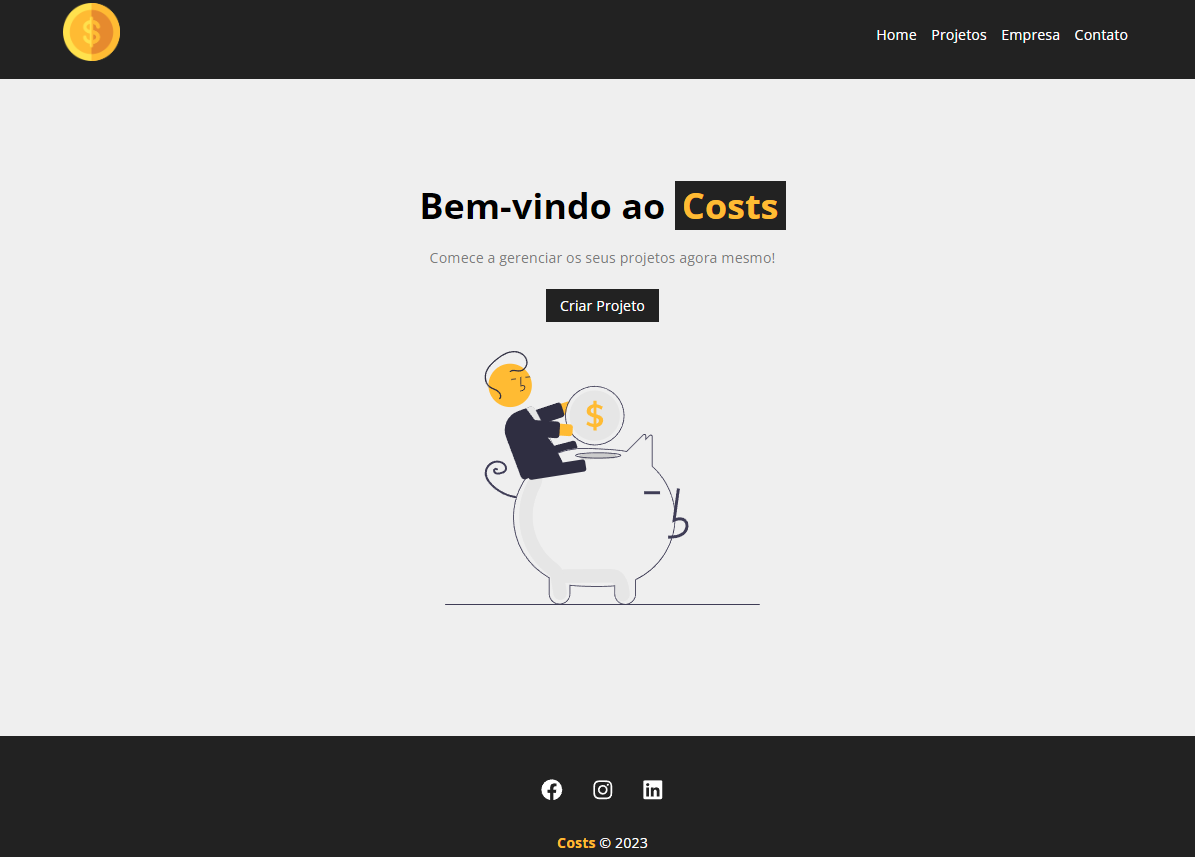 $
Home Projetos Empresa Contato
Bem-vindo ao Costs
Comece a gerenciar os seus projetos agora mesmo!
Criar Projeto
$
Costs © 2023